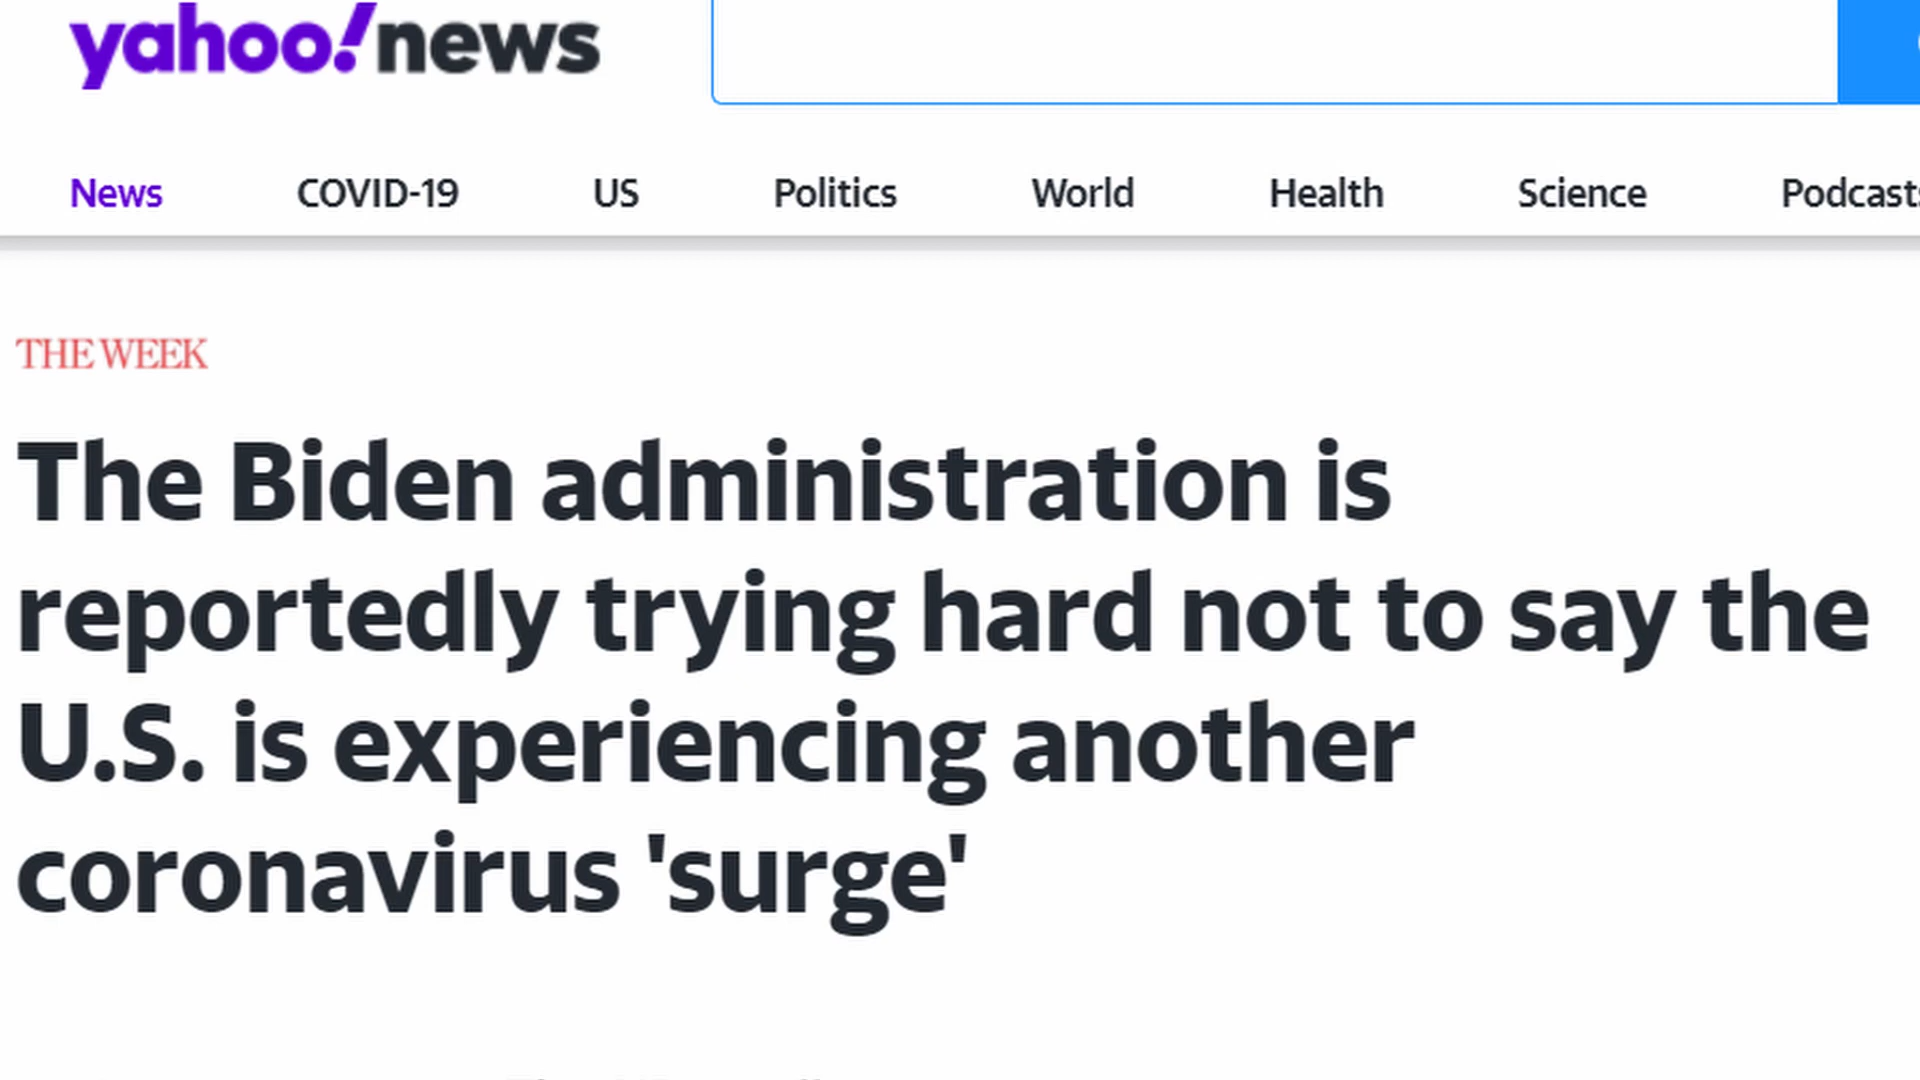 yahoo!news
News COVID-19 US Politics World Health Science Podcasts
THE WEEK
The Biden administration is
reportedly trying hard not to say the
U.S. is experiencing another
coronavirus 'surge'